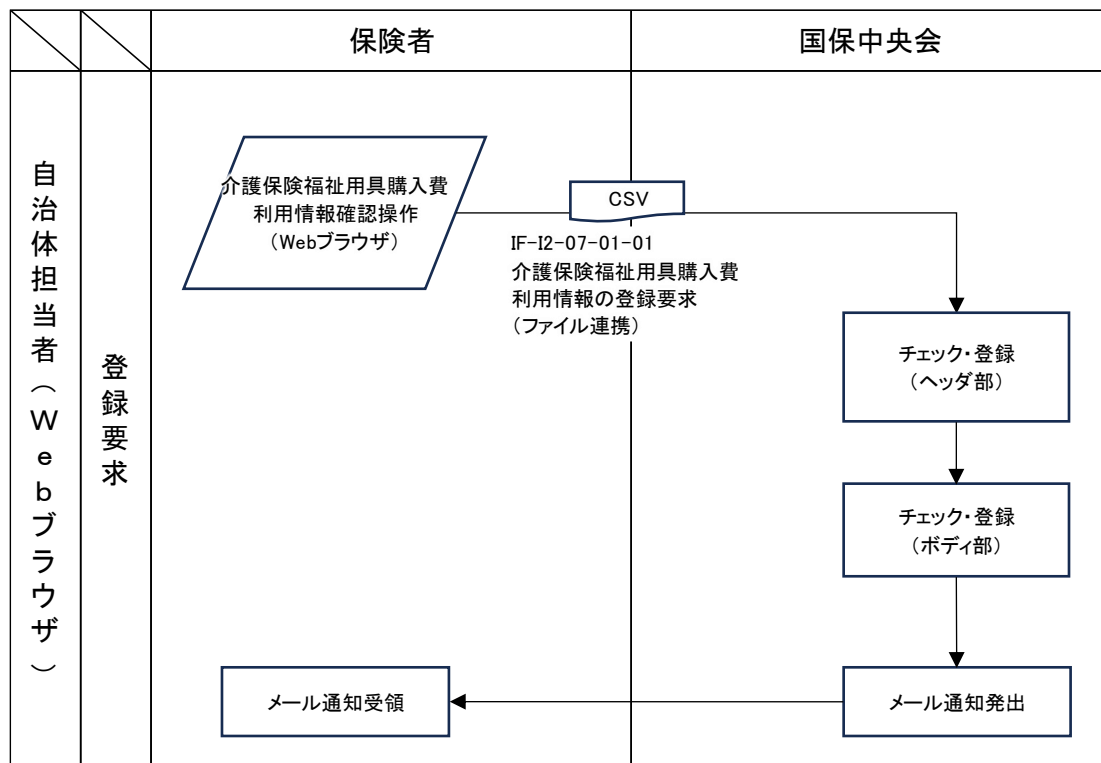 保険者
国保中央会
自治体担当者（Webブラウザ）
登録要求
介護保険福祉用具購入費
利用情報確認操作
（Webブラウザ）
CSV
IF-I2-07-01-01
介護保険福祉用具購入費
利用情報の登録要求
（ファイル連携）
チェック・登録
（ヘッダ部）
チェック・登録
（ボディ部）
メール通知受領
メール通知発出